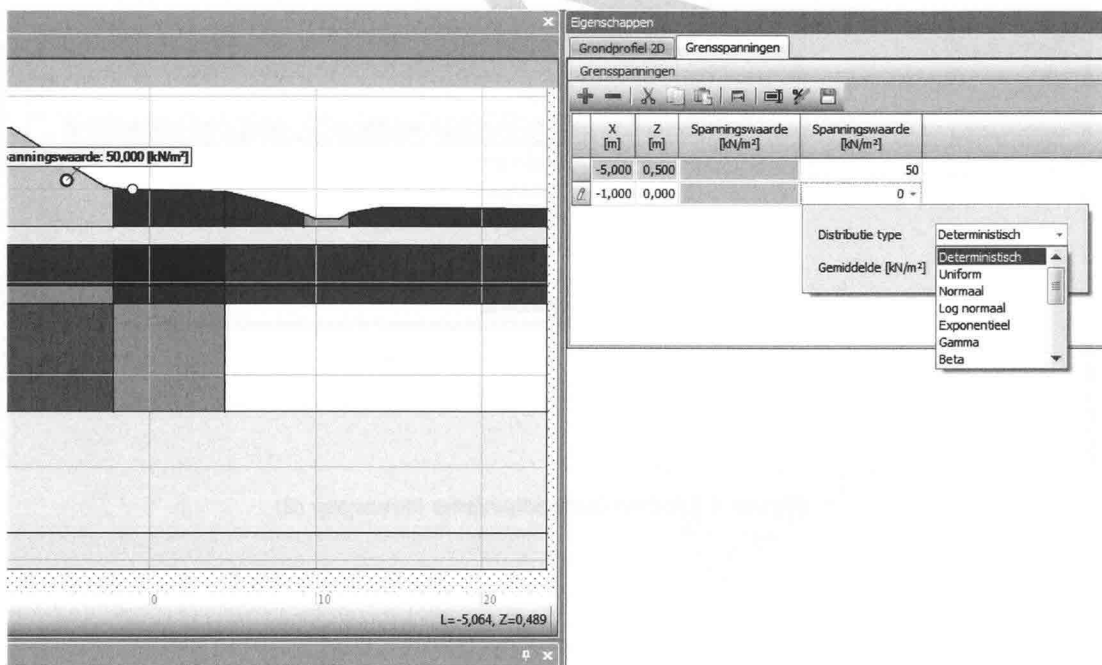 anningswaarde: 50,000 [kN/m²]
0
10
20
L=-5,064, Z=0,489
Eigenschappen
Grondprofiel 2D
Grensspanningen
Grensspanningen
X [m]
Z [m]
Spanningswaarde [kN/m²]
Spanningswaarde [kN/m²]
-5,000 0,500 50
-1,000 0,000 0
Distributie type Deterministisch
Gemiddelde [kN/m²]
Deterministisch
Uniform
Normaal
Log normaal
Exponentieel
Gamma
Beta